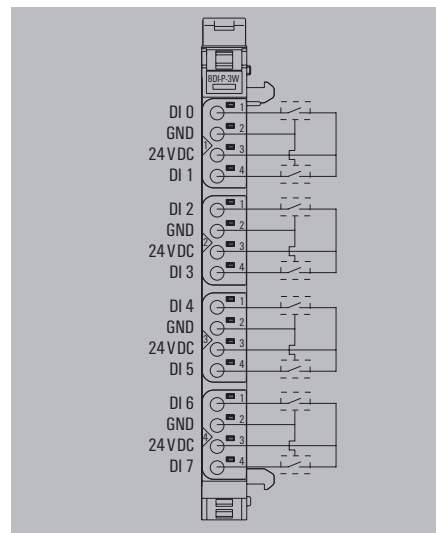 8DI-P-3W
DI 0 1
GND 2
24 V DC 1 3
DI 1 4
DI 2 1
GND 2
24 V DC 2 3
DI 3 4
DI 4 1
GND 2
24 V DC 3 3
DI 5 4
DI 6 1
GND 2
24 V DC 4 3
DI 7 4